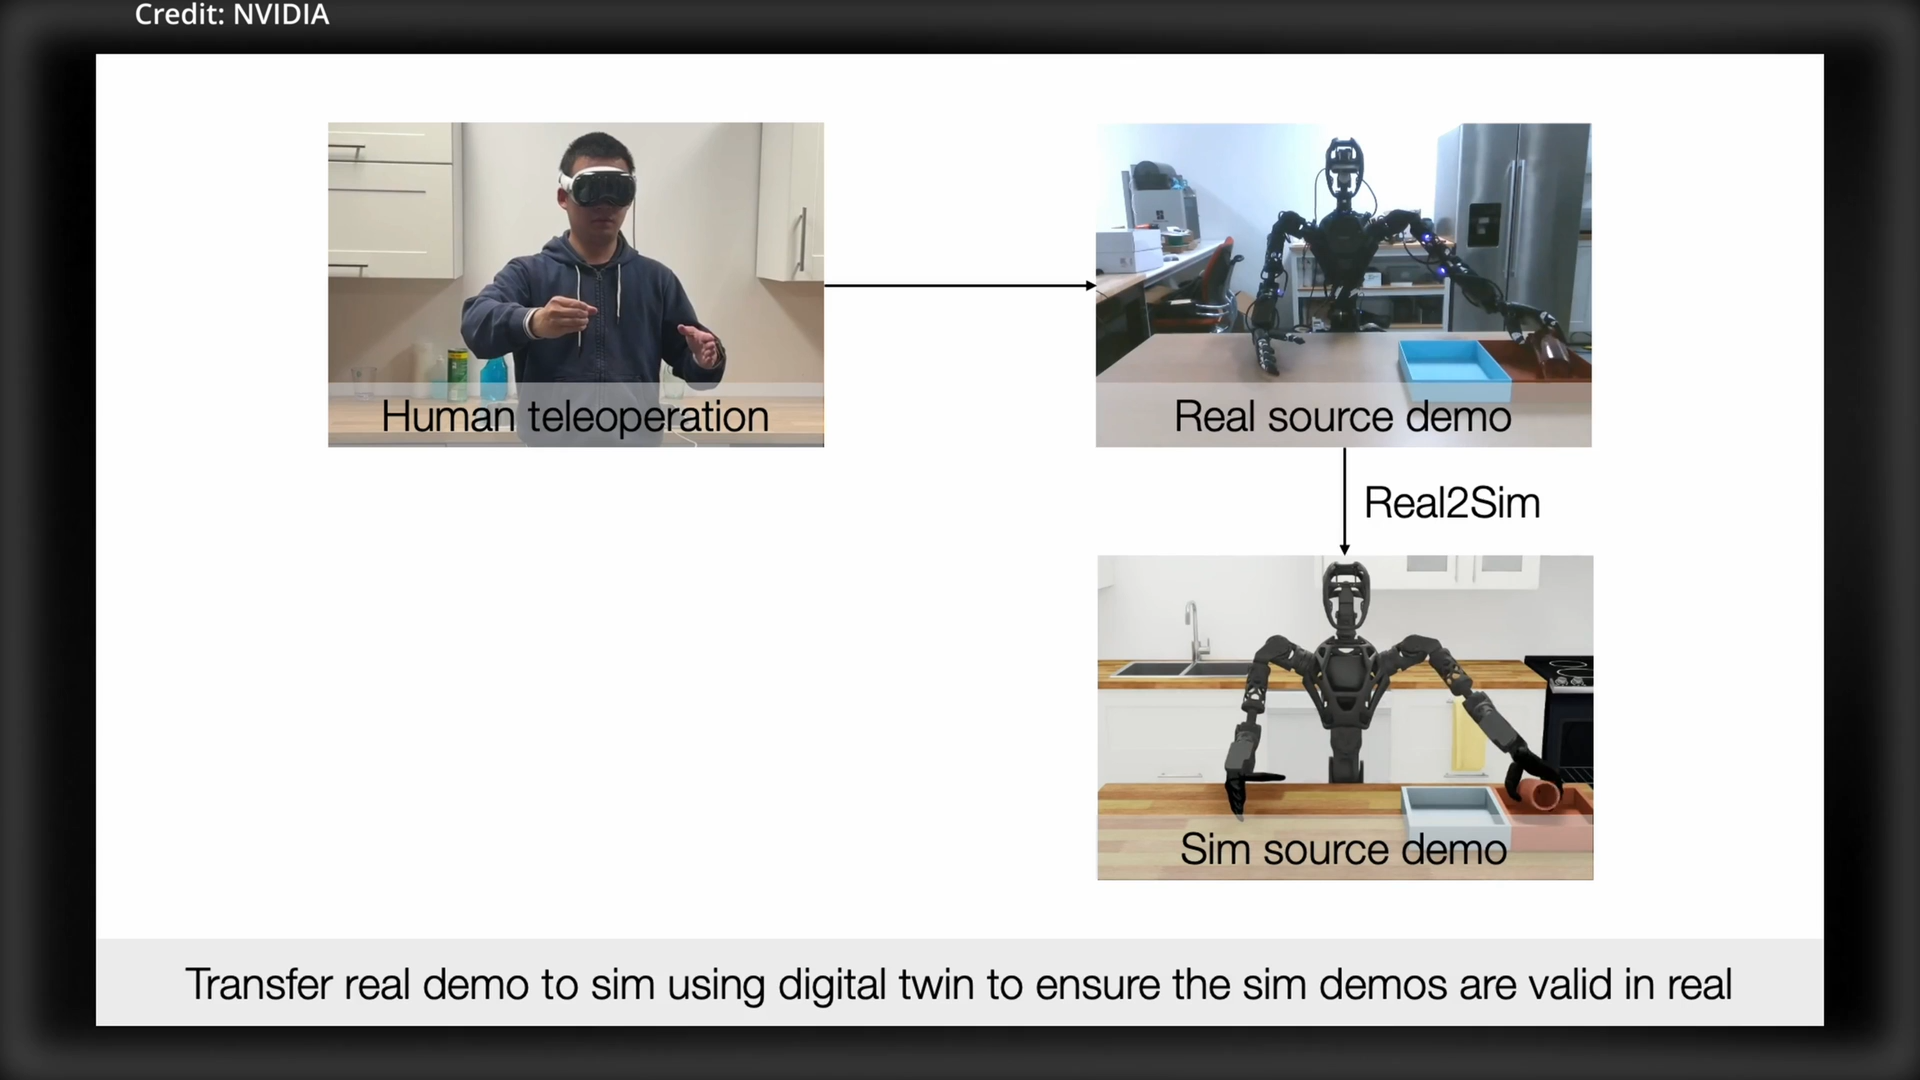 Credit: NVIDIA
Human teleoperation
Real source demo
Real2Sim
Sim source demo
Transfer real demo to sim using digital twin to ensure the sim demos are valid in real